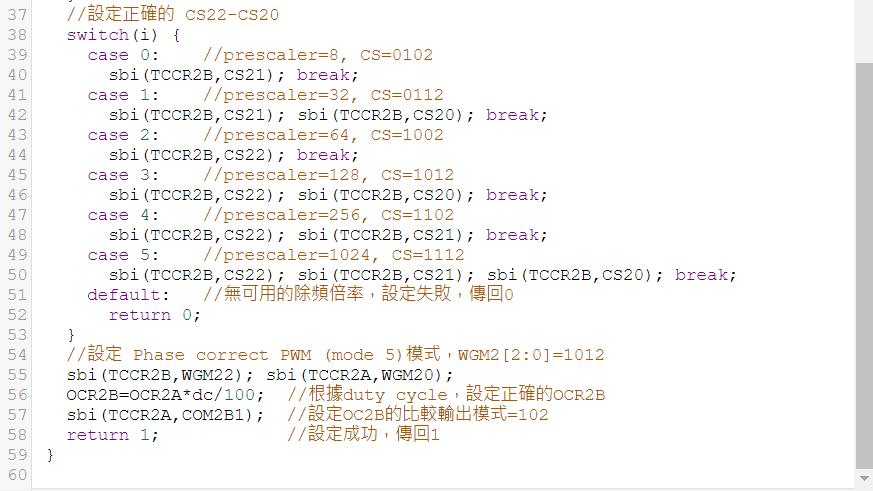 37   //設定正確的 CS22-CS20
38   switch(i) {
39     case 0:    //prescaler=8, CS=0102
40       sbi(TCCR2B,CS21); break;
41     case 1:    //prescaler=32, CS=0112
42       sbi(TCCR2B,CS21); sbi(TCCR2B,CS20); break;
43     case 2:    //prescaler=64, CS=1002
44       sbi(TCCR2B,CS22); break;
45     case 3:    //prescaler=128, CS=1012
46       sbi(TCCR2B,CS22); sbi(TCCR2B,CS20); break;
47     case 4:    //prescaler=256, CS=1102
48       sbi(TCCR2B,CS22); sbi(TCCR2B,CS21); break;
49     case 5:    //prescaler=1024, CS=1112
50       sbi(TCCR2B,CS22); sbi(TCCR2B,CS21); sbi(TCCR2B,CS20); break;
51     default:   //無可用的除頻倍率，設定失敗，傳回0
52       return 0;
53   }
54   //設定 Phase correct PWM (mode 5)模式，WGM2[2:0]=1012
55   sbi(TCCR2B,WGM22); sbi(TCCR2A,WGM20);
56   OCR2B=OCR2A*dc/100;  //根據duty cycle，設定正確的OCR2B
57   sbi(TCCR2A,COM2B1);  //設定OC2B的比較輸出模式=102
58   return 1;            //設定成功，傳回1
59 }
60